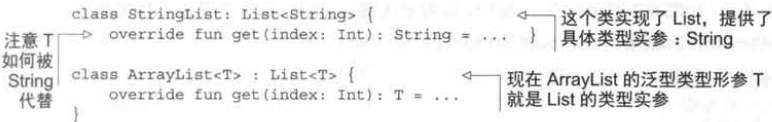 class StringList: List<String> {
override fun get(index: Int): String = ... }
这个类实现了 List，提供了
具体类型实参：String
注意 T
如何被
String
代替
class ArrayList<T> : List<T> {
override fun get(index: Int): T = ...
}
现在 ArrayList 的泛型类型形参 T
就是 List 的类型实参